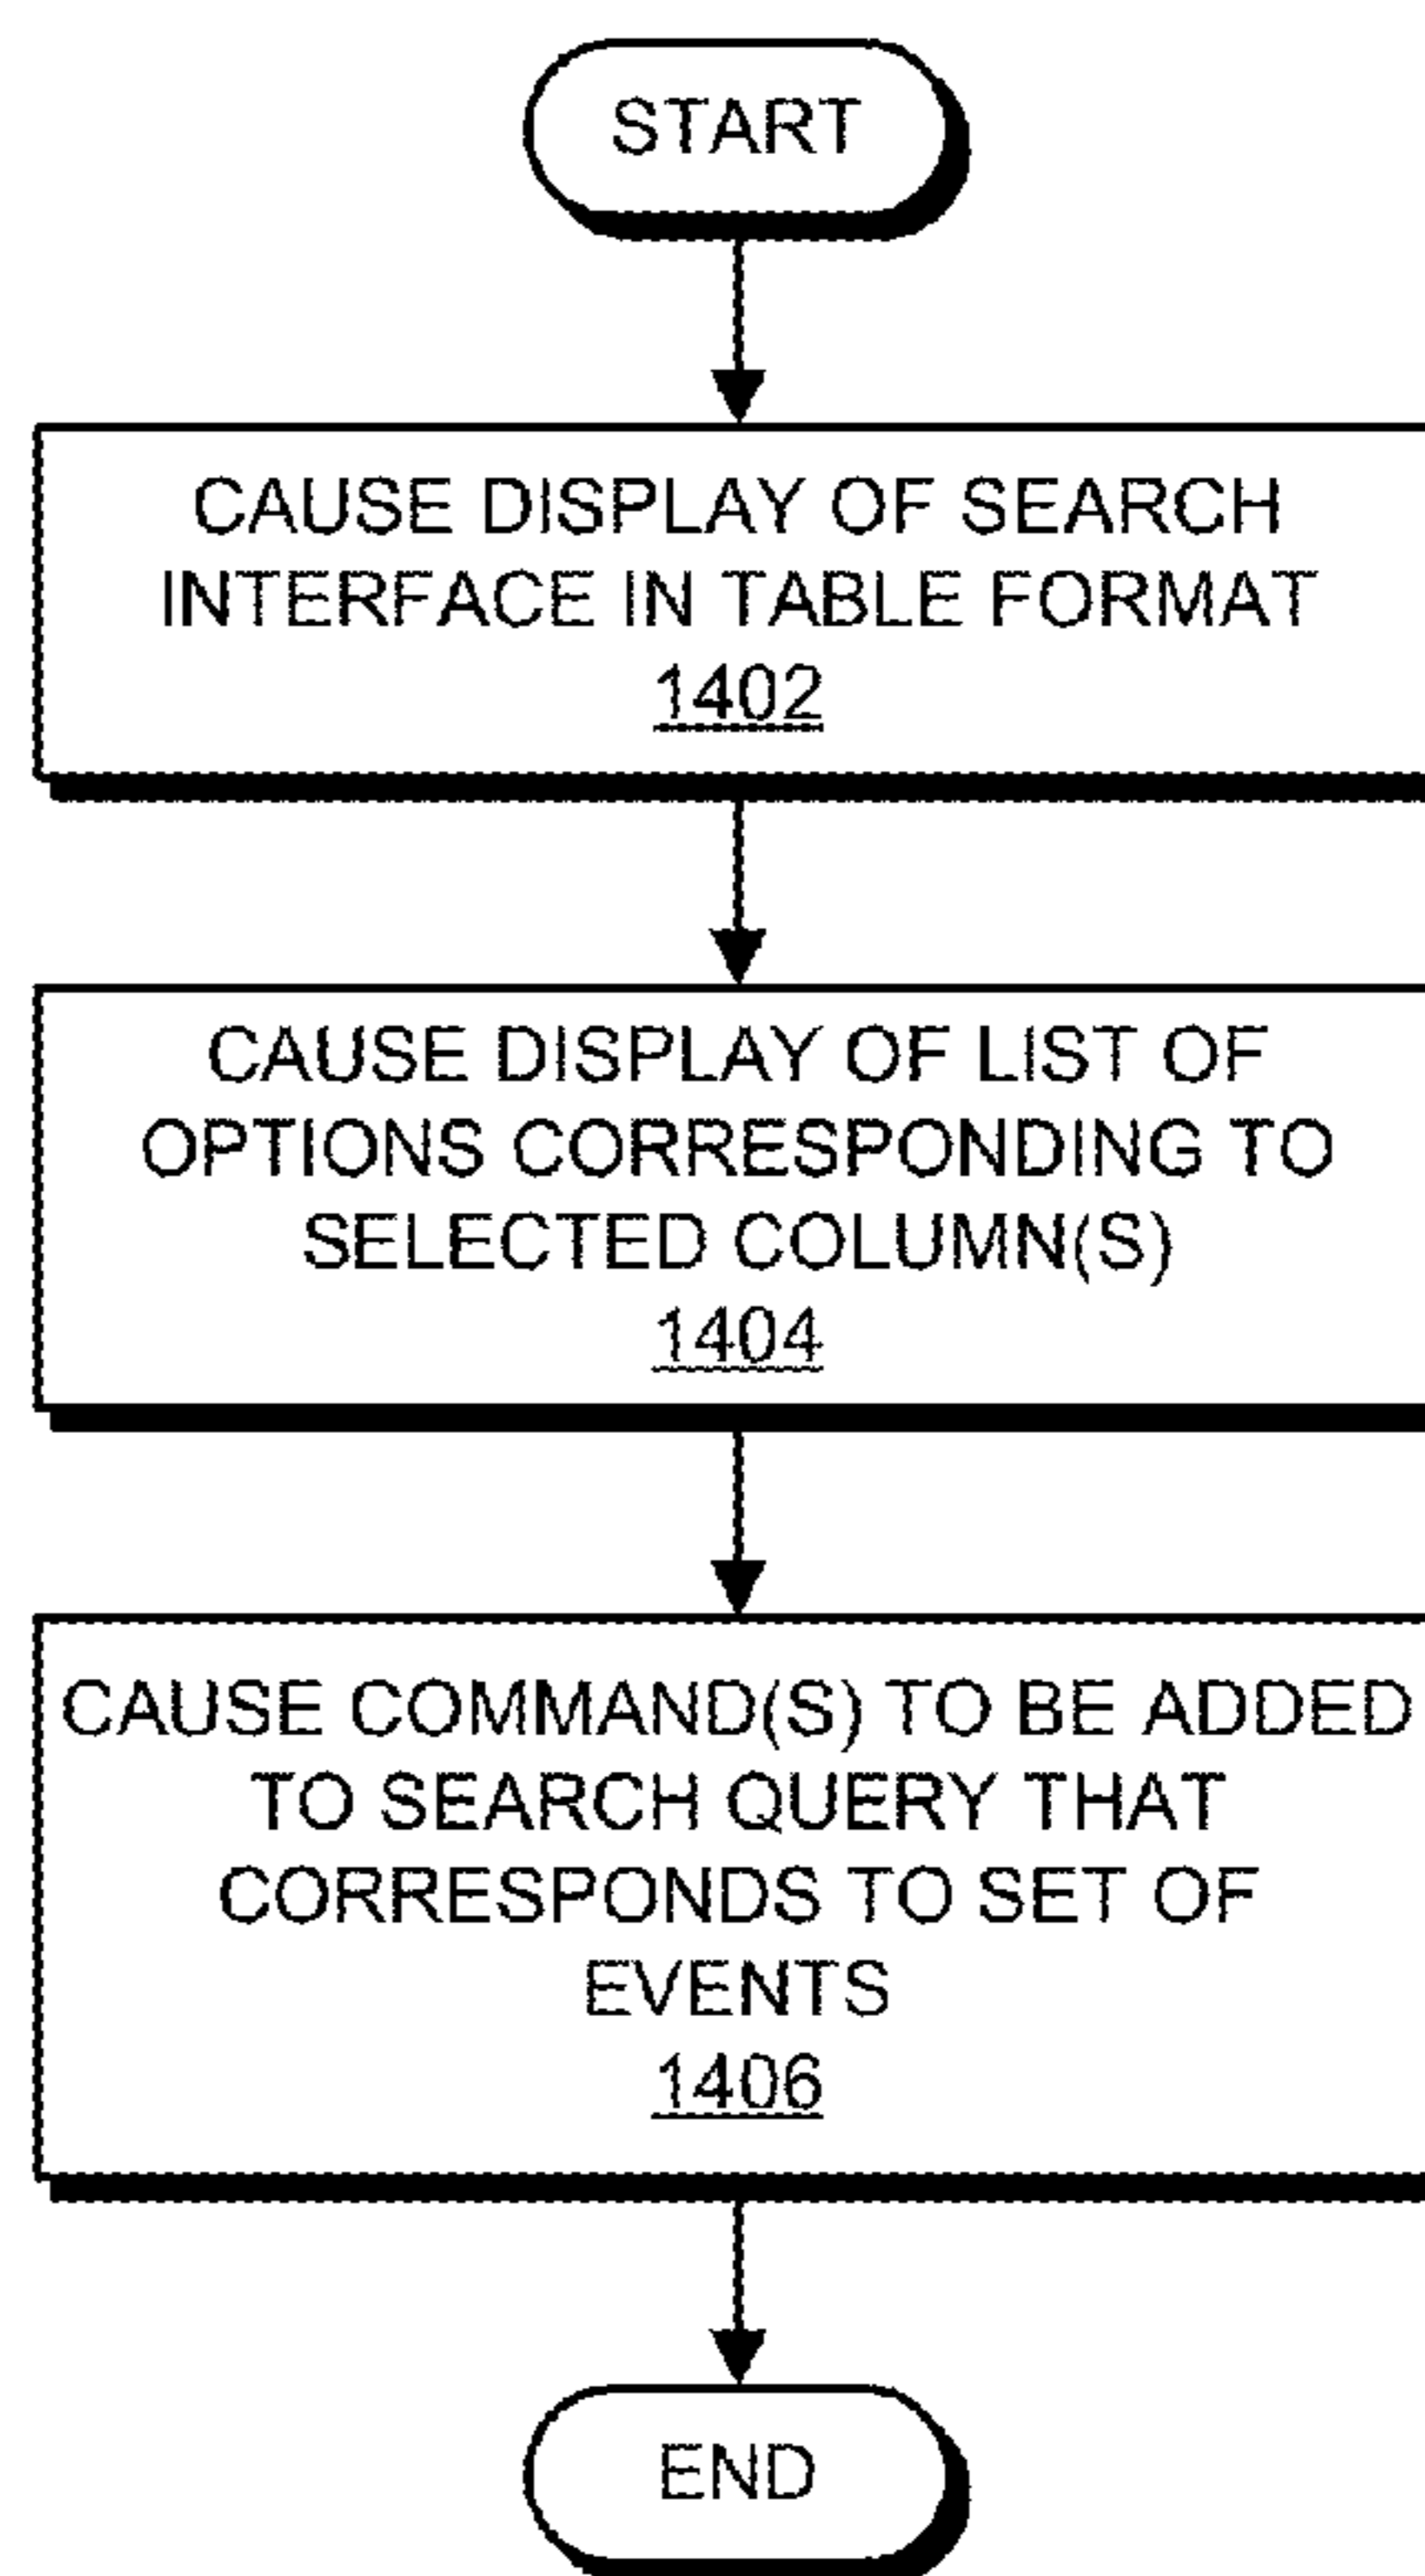 START
CAUSE DISPLAY OF SEARCH
INTERFACE IN TABLE FORMAT
1402
CAUSE DISPLAY OF LIST OF
OPTIONS CORRESPONDING TO
SELECTED COLUMN(S)
1404
CAUSE COMMAND(S) TO BE ADDED
TO SEARCH QUERY THAT
CORRESPONDS TO SET OF
EVENTS
1406
END